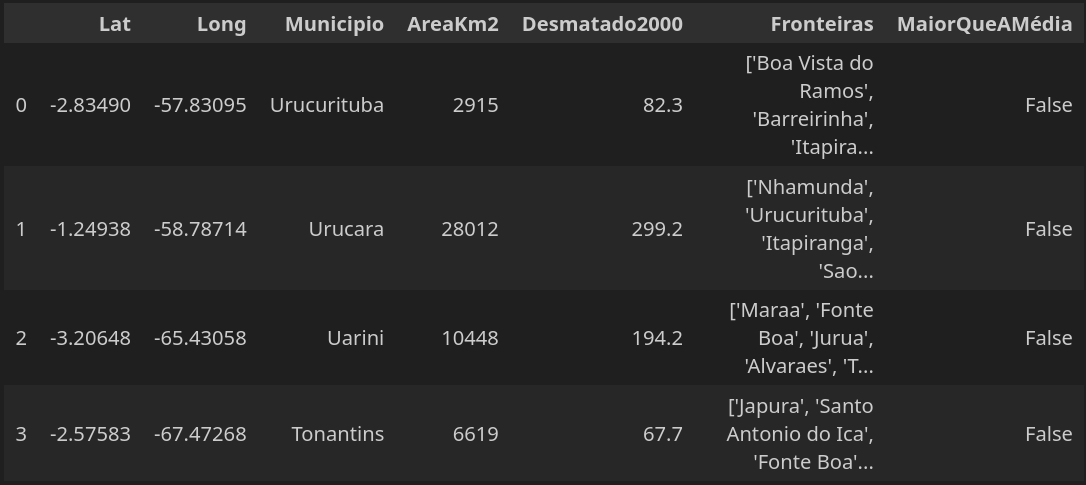 Lat Long Municipio AreaKm2 Desmatado2000 Fronteiras MaiorQueAMédia
['Boa Vista do
Ramos',
0 -2.83490 -57.83095 Urucurituba 2915 82.3 False
'Barreirinha',
'Itapira...
['Nhamunda',
'Urucurituba',
1 -1.24938 -58.78714 Urucara 28012 299.2 False
'Itapiranga',
'Sao...
['Maraa', 'Fonte
2 -3.20648 -65.43058 Uarini 10448 194.2 Boa', 'Jurua', False
'Alvaraes', 'T...
['Japura', 'Santo
3 -2.57583 -67.47268 Tonantins 6619 67.7 Antonio do Ica', False
'Fonte Boa'...